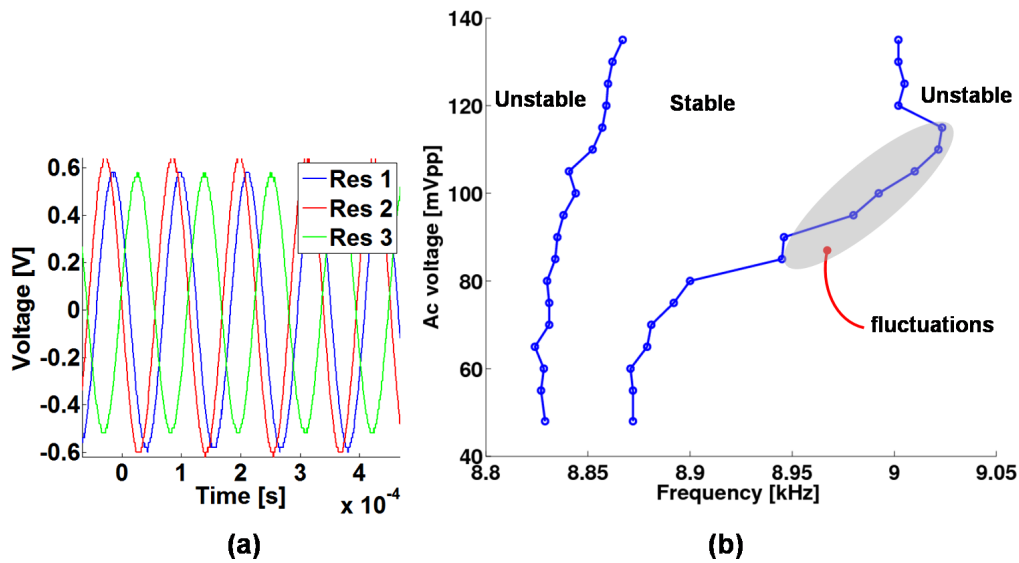 Res 1
Res 2
Res 3
0.6
0.4
0.2
0
-0.2
-0.4
-0.6
Voltage [V]
0 1 2 3 4
Time [s]
x 10-4
(a)
140
120
100
80
60
40
Ac voltage [mVpp]
Unstable
Stable
Unstable
fluctuations
8.8 8.85 8.9 8.95 9 9.05
Frequency [kHz]
(b)